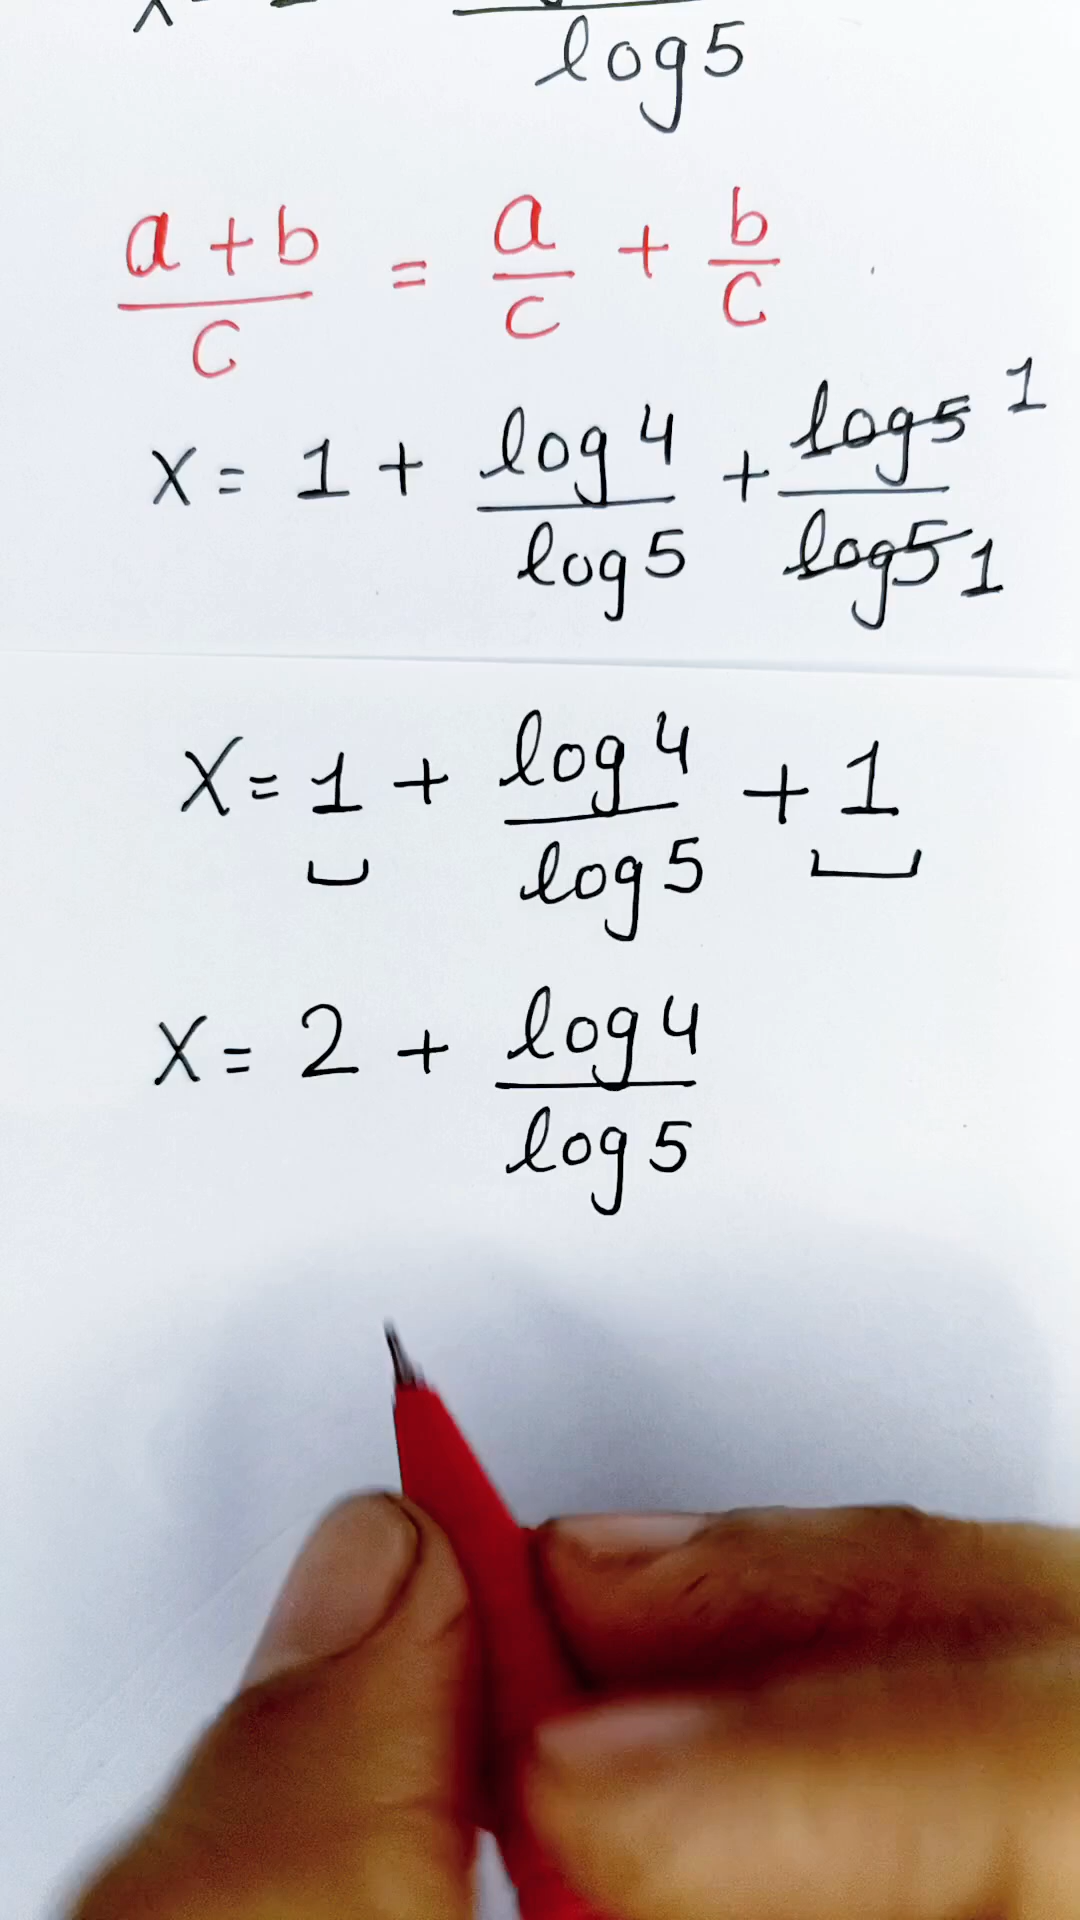 log5
a+b/c = a/c + b/c
X= 1+ log4/log5 + log5/log5 1 1
X= 1 + log4/log5 +1
X= 2 + log4/log5